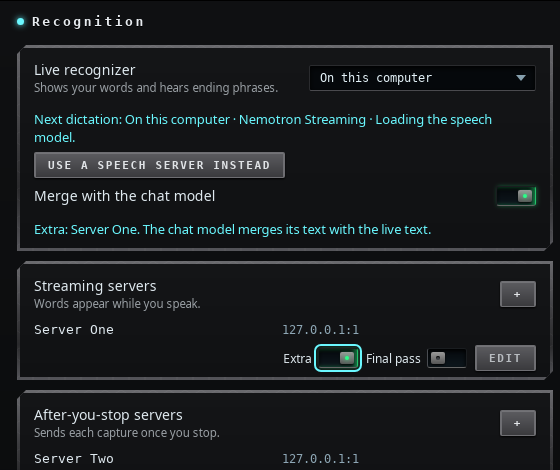 Recognition
Live recognizer
Shows your words and hears ending phrases.
On this computer
Next dictation: On this computer · Nemotron Streaming · Loading the speech
model.
USE A SPEECH SERVER INSTEAD
Merge with the chat model
Extra: Server One. The chat model merges its text with the live text.
Streaming servers
Words appear while you speak.
+
Server One
127.0.0.1:1
Extra
Final pass
EDIT
After-you-stop servers
Sends each capture once you stop.
+
Server Two
127.0.0.1:1